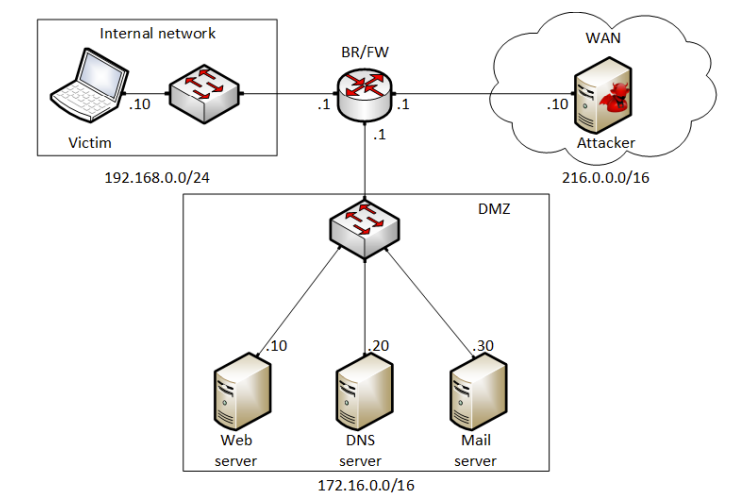 Internal network
.10
Victim
192.168.0.0/24
BR/FW
.1
.1
.1
WAN
.10
Attacker
216.0.0.0/16
DMZ
.10
.20
.30
Web
server
DNS
server
Mail
server
172.16.0.0/16